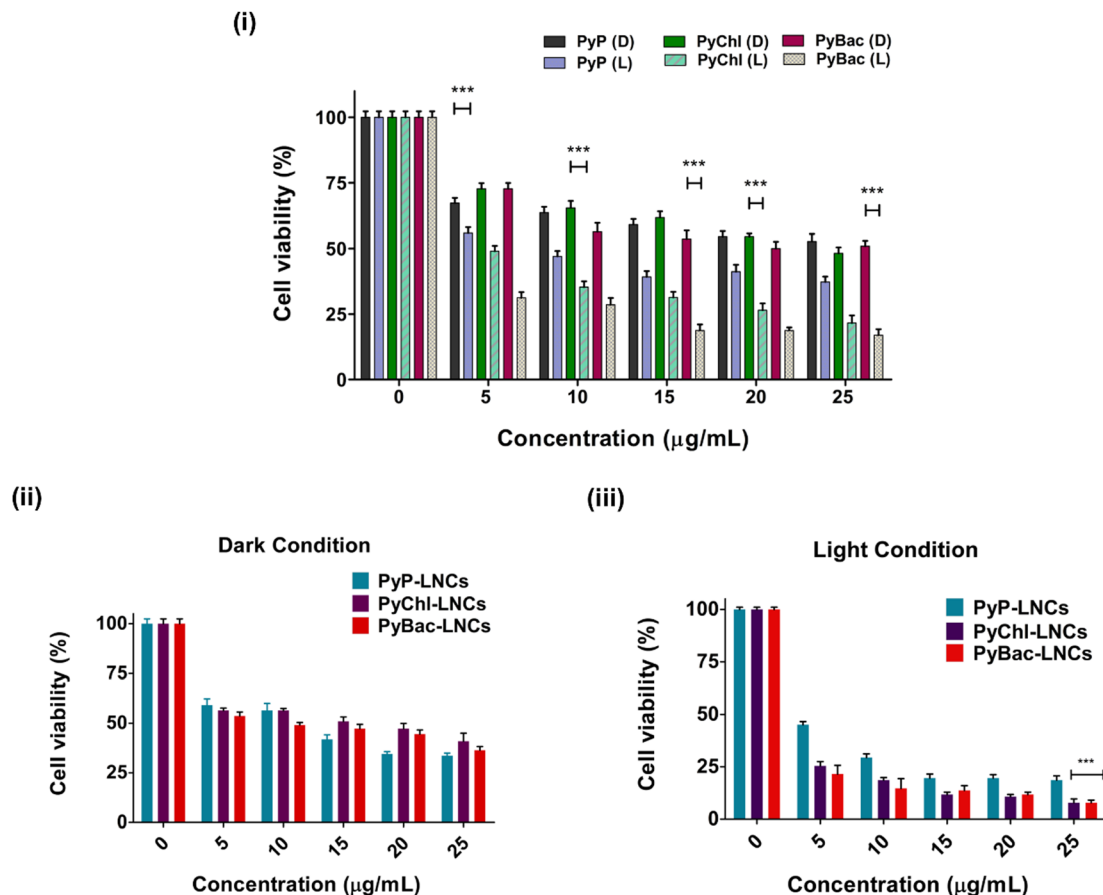 (i)
PyP (D) PyChl (D) PyBac (D)
PyP (L) PyChl (L) PyBac (L)
***
***
***
***
***
100
75
50
25
0
Cell viability (%)
0 5 10 15 20 25
Concentration (μg/mL)
(ii)
Dark Condition
PyP-LNCs
PyChl-LNCs
PyBac-LNCs
100
75
50
25
0
Cell viability (%)
0 5 10 15 20 25
Concentration (μg/mL)
(iii)
Light Condition
PyP-LNCs
PyChl-LNCs
PyBac-LNCs
***
100
75
50
25
0
Cell viability (%)
0 5 10 15 20 25
Concentration (μg/mL)